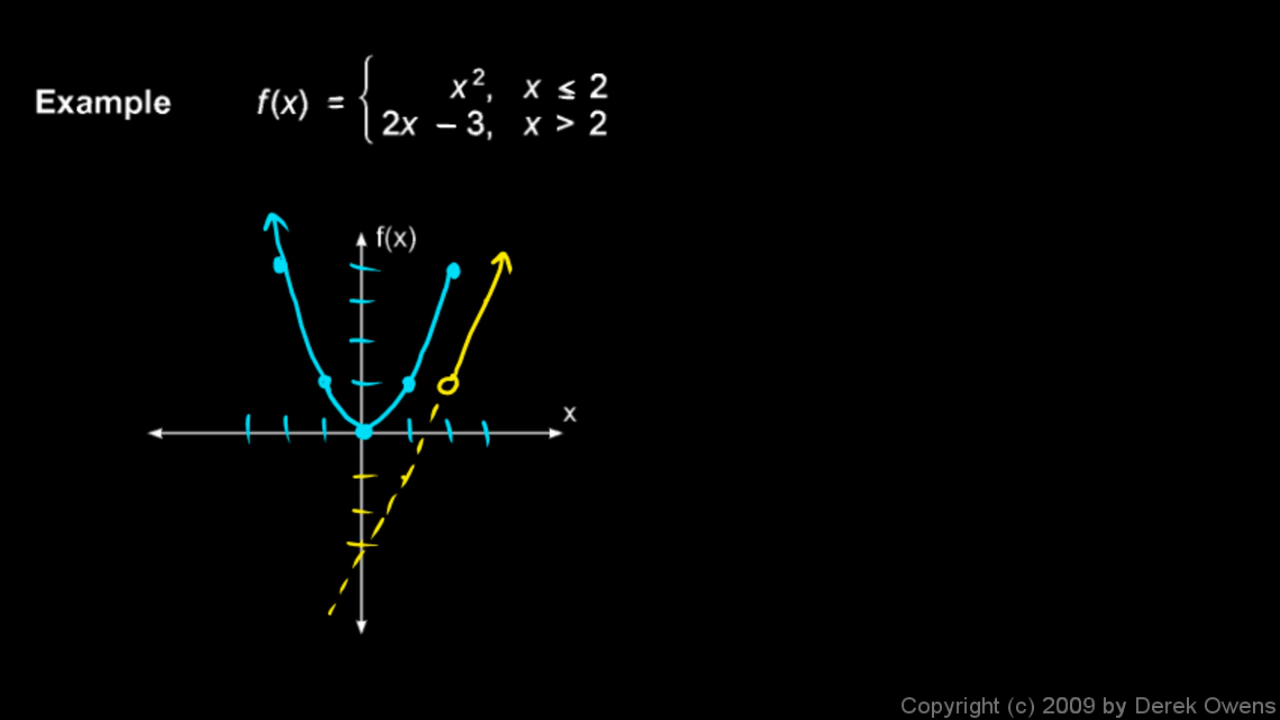 Example f(x) = { x², x ≤ 2
2x – 3, x > 2
f(x)
x
Copyright (c) 2009 by Derek Owens